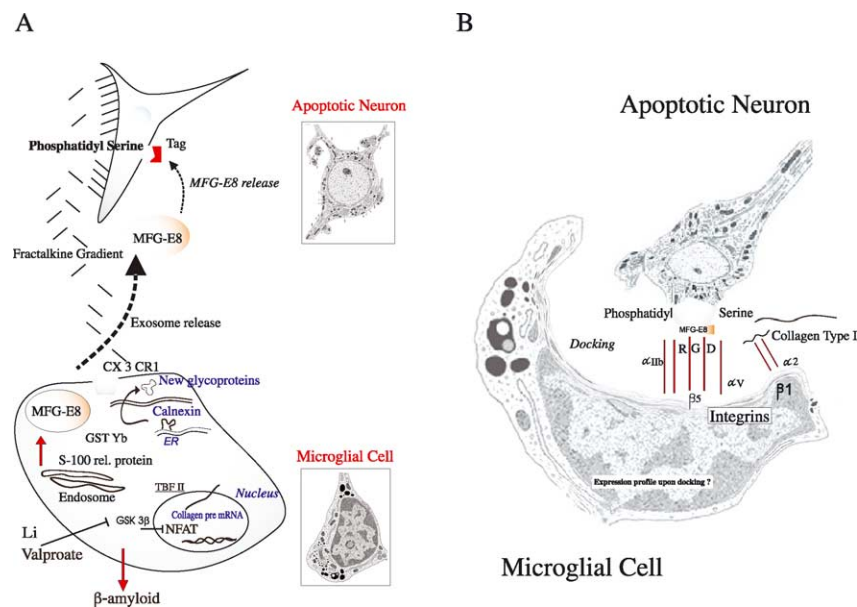 A
Apoptotic Neuron
Phosphatidyl Serine
Tag
MFG-E8 release
MFG-E8
Fractalkine Gradient
Exosome release
CX 3 CR1
New glycoproteins
MFG-E8
Calnexin
GST Yb
ER
S-100 rel. protein
Endosome
TBF II
Nucleus
Collagen pre mRNA
GSK 3β
NFAT
Li
Valproate
β-amyloid
Microglial Cell
B
Apoptotic Neuron
Phosphatidyl Serine
MFG-E8
Collagen Type I
Docking
R G D
αIIb
αV
α2
β5
β1
Integrins
Expression profile upon docking ?
Microglial Cell